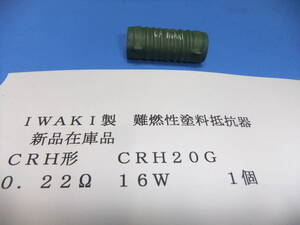 ＩＷＡＫＩ製　難燃性塗料抵抗器
新品在庫品
ＣＲＨ形　　ＣＲＨ２０Ｇ
０．２２Ω　１６Ｗ　　　１個